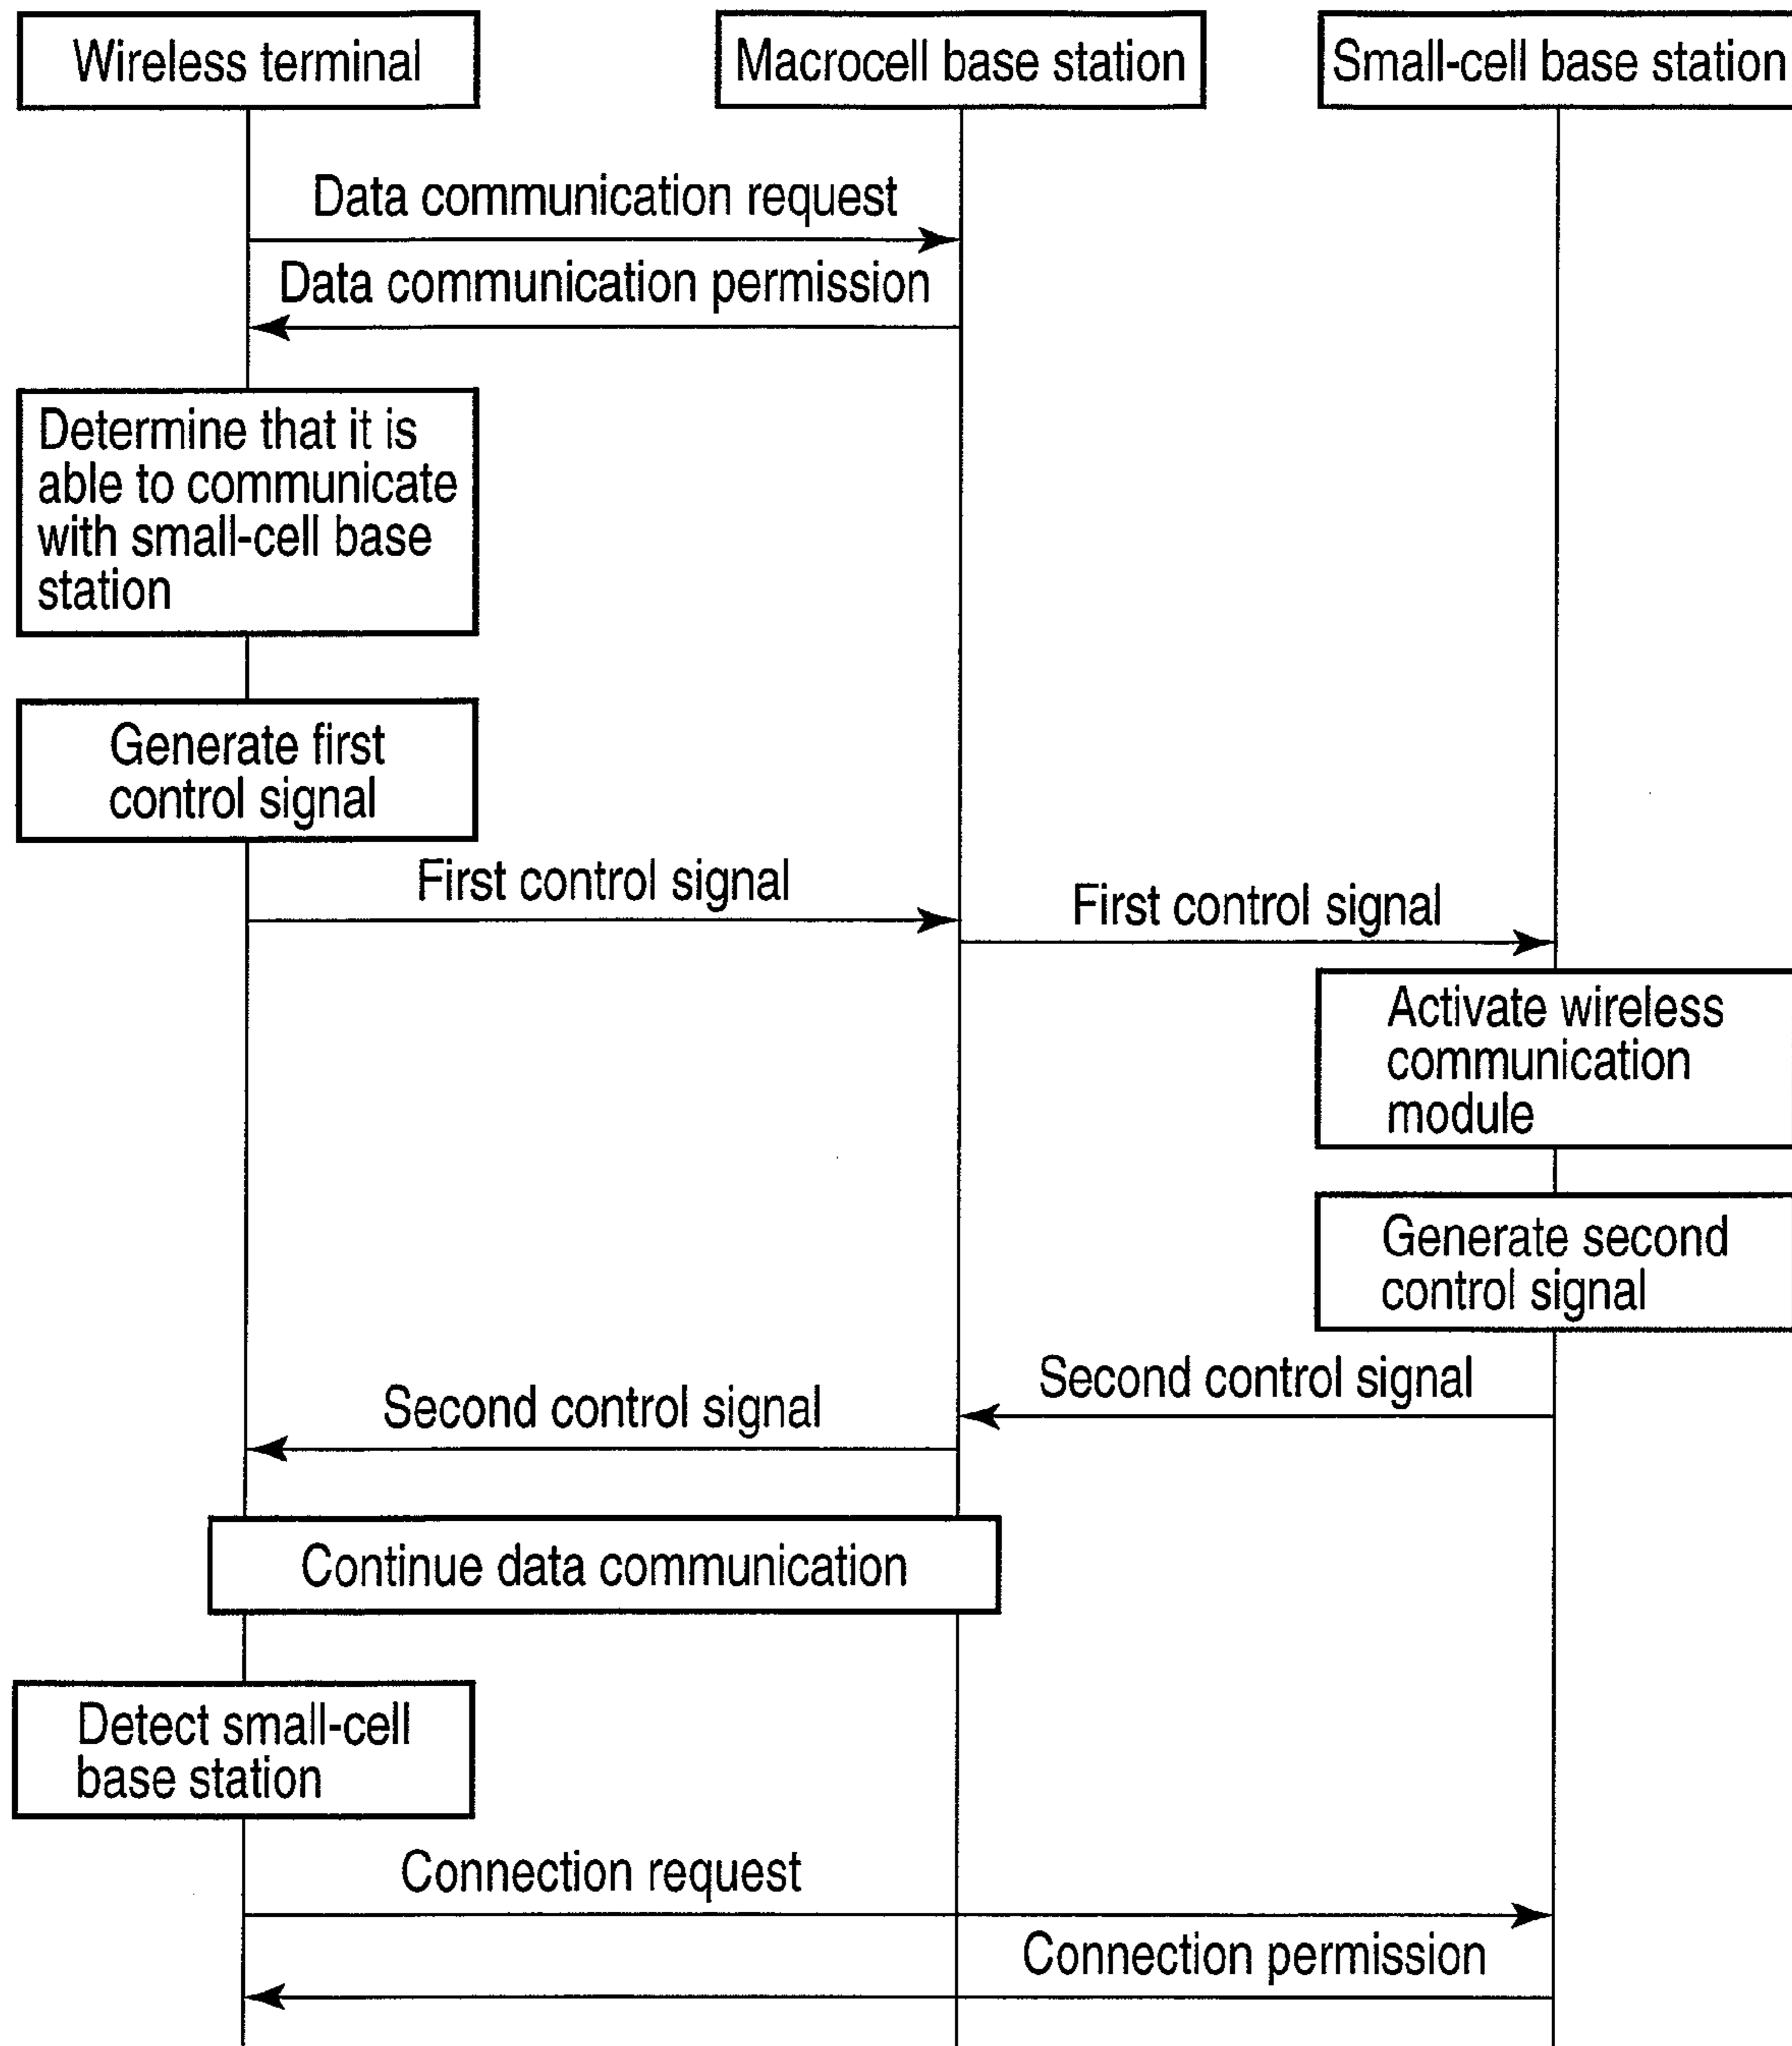 Wireless terminal
Macrocell base station
Small-cell base station
Data communication request
Data communication permission
Determine that it is
able to communicate
with small-cell base
station
Generate first
control signal
First control signal
First control signal
Activate wireless
communication
module
Generate second
control signal
Second control signal
Second control signal
Continue data communication
Detect small-cell
base station
Connection request
Connection permission